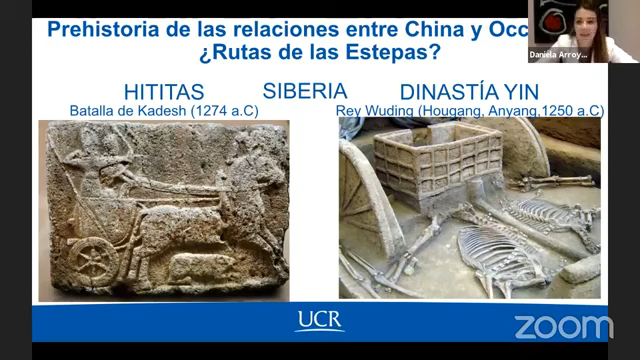 Prehistoria de las relaciones entre China y Occ
¿Rutas de las Estepas?
Daniela Arroy...
HITITAS SIBERIA DINASTÍA YIN
Batalla de Kadesh (1274 a.C) Rey Wuding (Hougang, Anyang,1250 a.C)
UCR
zoom